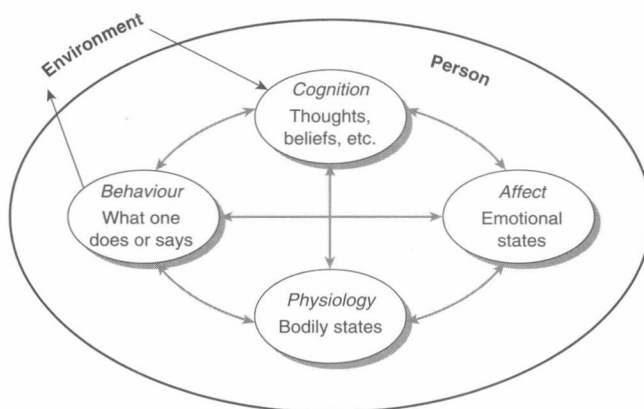 Environment
Person
Cognition
Thoughts,
beliefs, etc.
Behaviour
What one
does or says
Affect
Emotional
states
Physiology
Bodily states